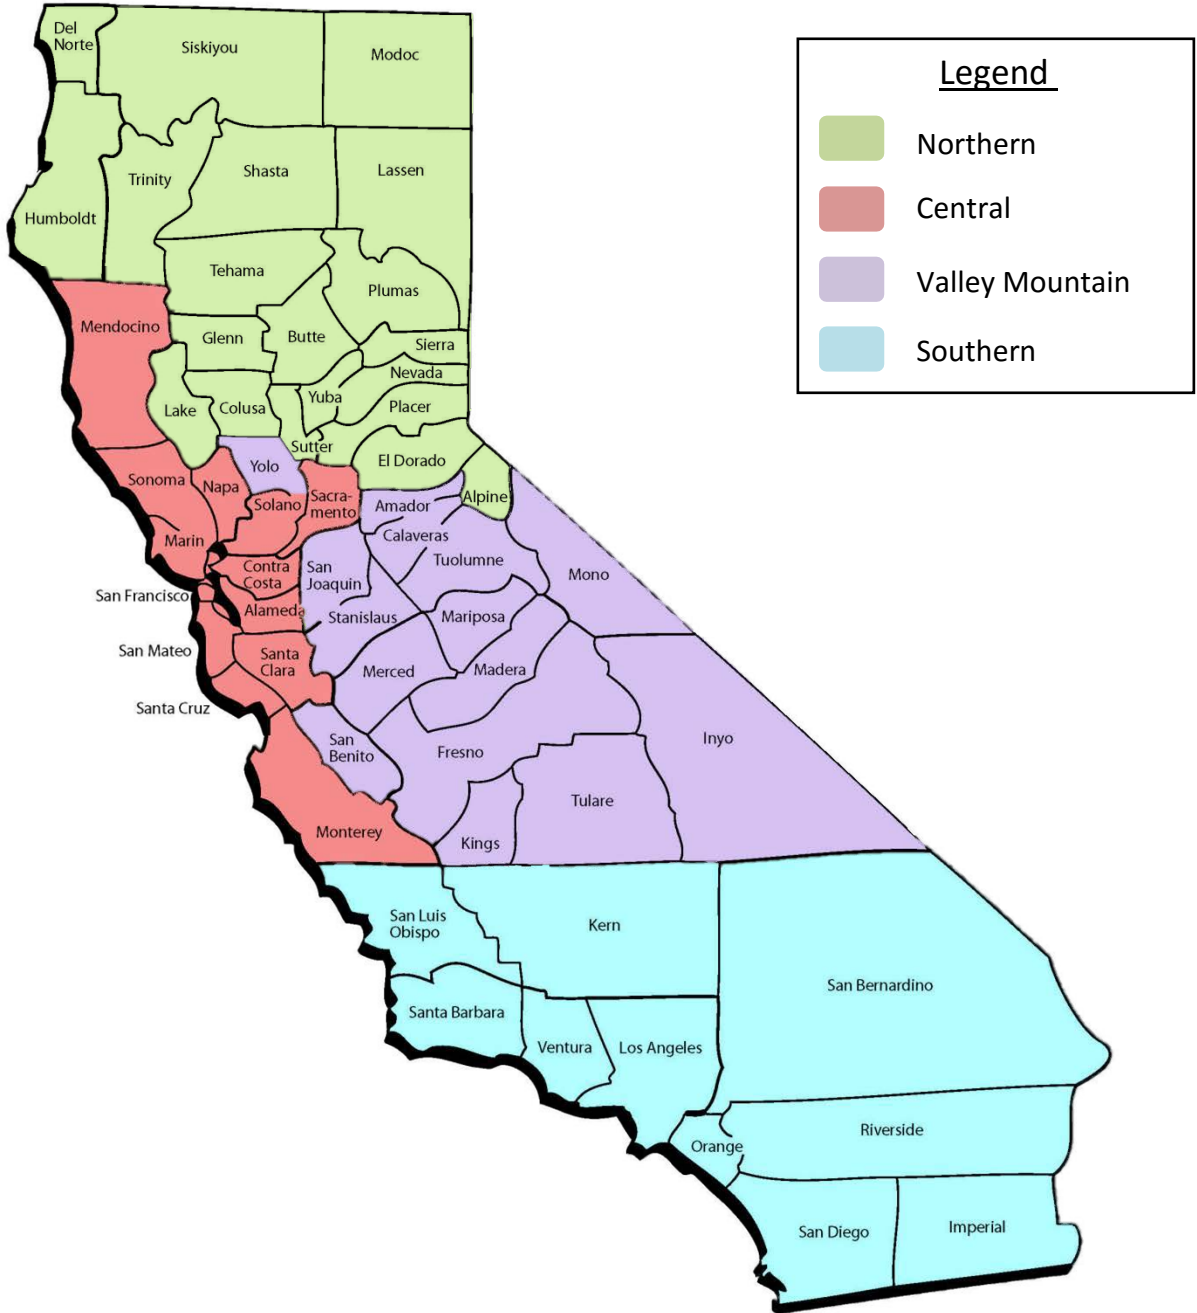 Del
Norte
Siskiyou
Modoc
Trinity
Shasta
Lassen
Humboldt
Tehama
Plumas
Mendocino
Glenn
Butte
Sierra
Nevada
Yuba
Placer
Lake
Colusa
Sutter
El Dorado
Yolo
Sonoma
Napa
Solano
Sacra-
mento
Amador
Alpine
Marin
Calaveras
Tuolumne
Contra
Costa
San
Joaquin
Mono
San Francisco
Alameda
Stanislaus
Mariposa
San Mateo
Santa
Clara
Merced
Madera
Santa Cruz
San
Benito
Fresno
Inyo
Tulare
Monterey
Kings
San Luis
Obispo
Kern
San Bernardino
Santa Barbara
Ventura
Los Angeles
Orange
Riverside
San Diego
Imperial
Legend
Northern
Central
Valley Mountain
Southern